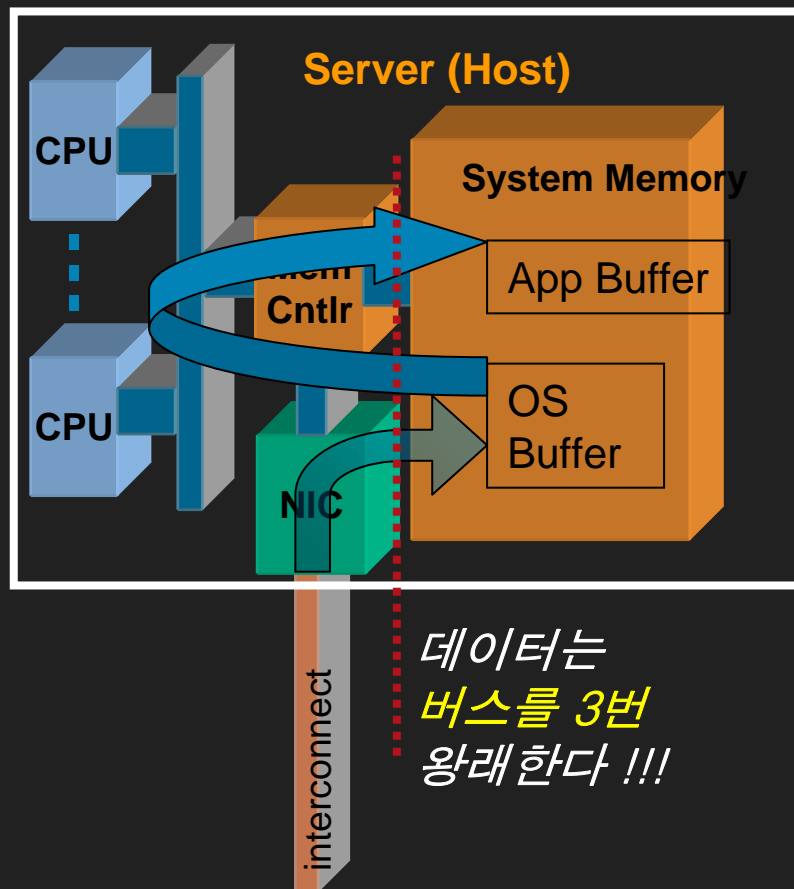 Server (Host)
CPU
System Memory
App Buffer
Mem
Cntlr
CPU
OS
Buffer
NIC
interconnect
데이터는
버스를 3번
왕래한다 !!!